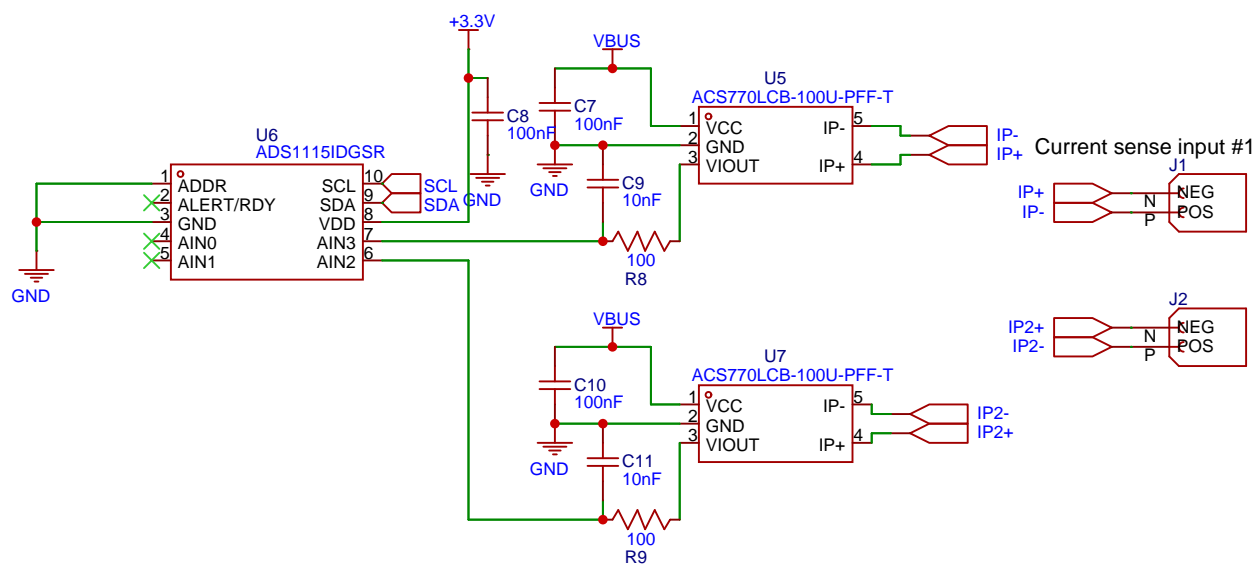 +3.3V
C8
100nF
GND
U6
ADS1115IDGSR
1 ADDR
2 ALERT/RDY
3 GND
4 AIN0
5 AIN1
SCL 10
SDA 9
VDD 8
AIN3 7
AIN2 6
SCL
SDA
GND
VBUS
C7
100nF
GND
C9
10nF
100
R8
U5
ACS770LCB-100U-PFF-T
1 VCC
2 GND
3 VIOUT
IP- 5
IP+ 4
IP-
IP+
Current sense input #1
J1
IP+
IP-
N
P
NEG
POS
VBUS
C10
100nF
GND
C11
10nF
100
R9
U7
ACS770LCB-100U-PFF-T
1 VCC
2 GND
3 VIOUT
IP- 5
IP+ 4
IP2-
IP2+
J2
IP2+
IP2-
N
P
NEG
POS